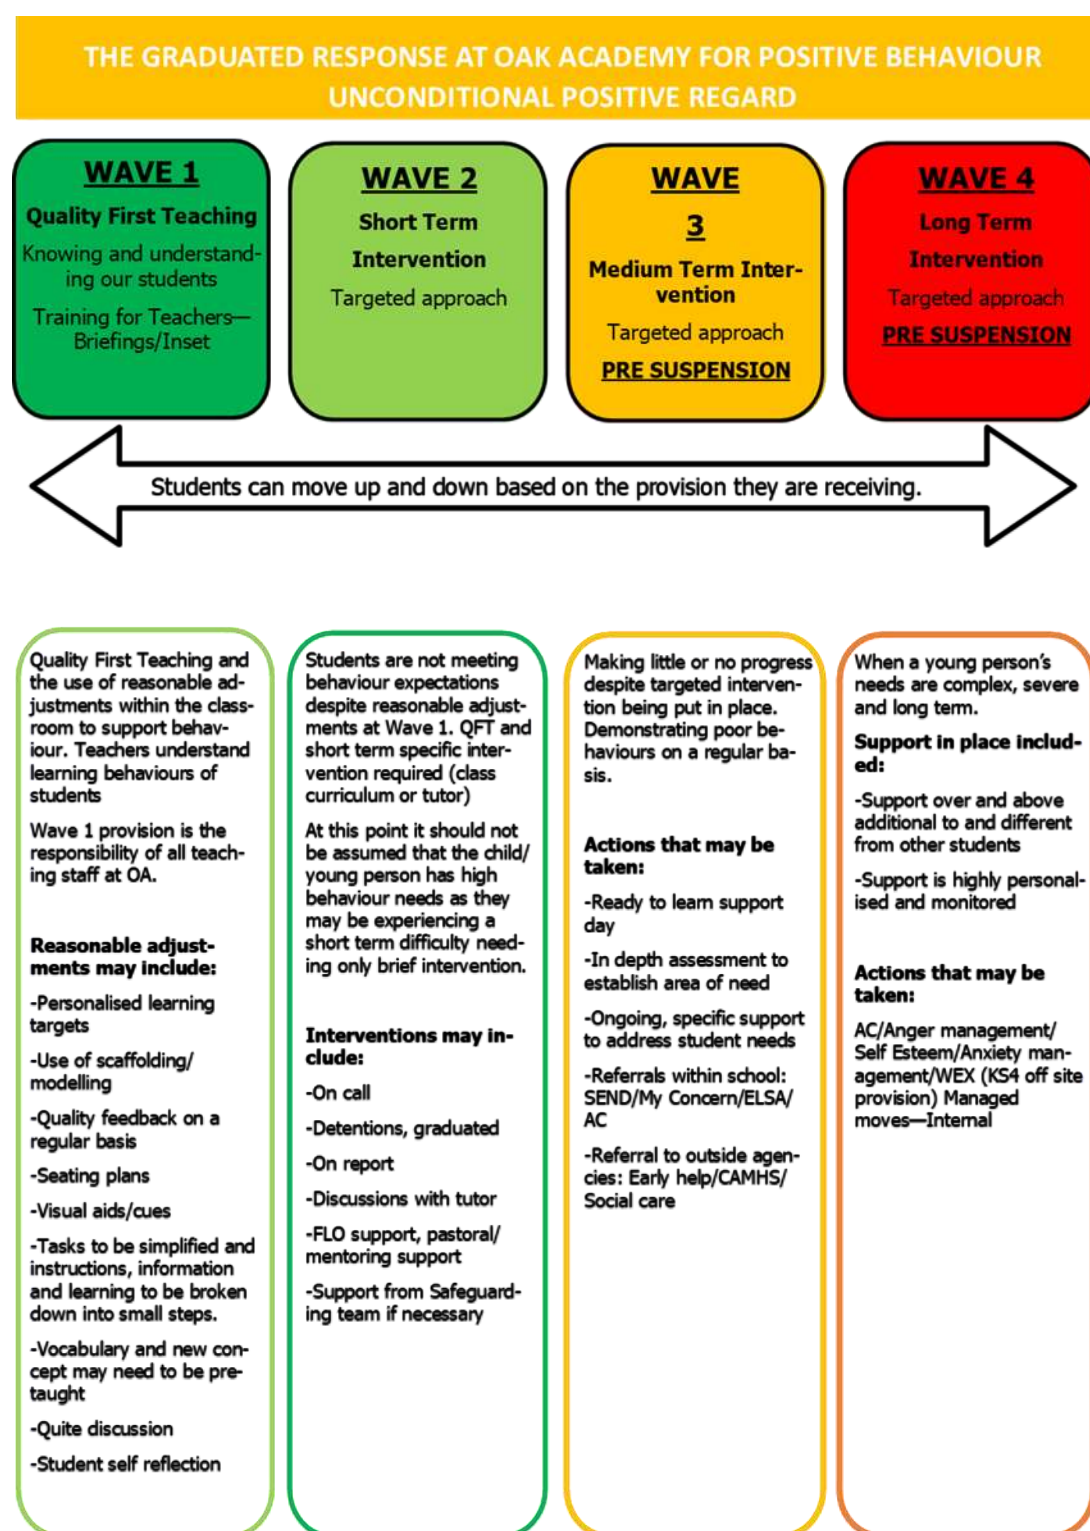 THE GRADUATED RESPONSE AT OAK ACADEMY FOR POSITIVE BEHAVIOUR
UNCONDITIONAL POSITIVE REGARD
WAVE 1
Quality First Teaching
Knowing and understand-
ing our students
Training for Teachers—
Briefings/Inset
WAVE 2
Short Term
Intervention
Targeted approach
WAVE
3
Medium Term Inter-
vention
Targeted approach
PRE SUSPENSION
WAVE 4
Long Term
Intervention
Targeted approach
PRE SUSPENSION
Students can move up and down based on the provision they are receiving.
Quality First Teaching and
the use of reasonable ad-
justments within the class-
room to support behav-
iour. Teachers understand
learning behaviours of
students
Wave 1 provision is the
responsibility of all teach-
ing staff at OA.
Reasonable adjust-
ments may include:
-Personalised learning
targets
-Use of scaffolding/
modelling
-Quality feedback on a
regular basis
-Seating plans
-Visual aids/cues
-Tasks to be simplified and
instructions, information
and learning to be broken
down into small steps.
-Vocabulary and new con-
cept may need to be pre-
taught
-Quite discussion
-Student self reflection
Students are not meeting
behaviour expectations
despite reasonable adjust-
ments at Wave 1. QFT and
short term specific inter-
vention required (class
curriculum or tutor)
At this point it should not
be assumed that the child/
young person has high
behaviour needs as they
may be experiencing a
short term difficulty need-
ing only brief intervention.
Interventions may in-
clude:
-On call
-Detentions, graduated
-On report
-Discussions with tutor
-FLO support, pastoral/
mentoring support
-Support from Safeguard-
ing team if necessary
Making little or no progress
despite targeted interven-
tion being put in place.
Demonstrating poor be-
haviours on a regular ba-
sis.
Actions that may be
taken:
-Ready to learn support
day
-In depth assessment to
establish area of need
-Ongoing, specific support
to address student needs
-Referrals within school:
SEND/My Concern/ELSA/
AC
-Referral to outside agen-
cies: Early help/CAMHS/
Social care
When a young person's
needs are complex, severe
and long term.
Support in place includ-
ed:
-Support over and above
additional to and different
from other students
-Support is highly personal-
ised and monitored
Actions that may be
taken:
AC/Anger management/
Self Esteem/Anxiety man-
agement/WEX (KS4 off site
provision) Managed
moves—Internal